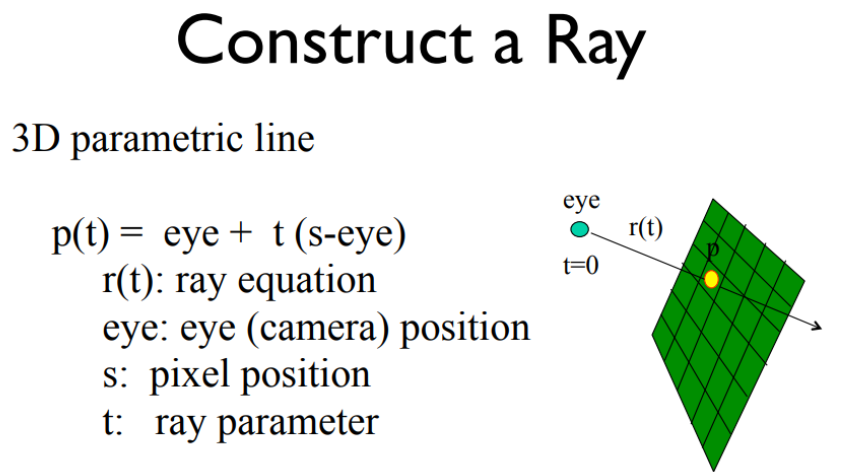 Construct a Ray
3D parametric line
p(t) = eye + t (s-eye)
r(t): ray equation
eye: eye (camera) position
s: pixel position
t: ray parameter
eye
r(t)
p
t=0